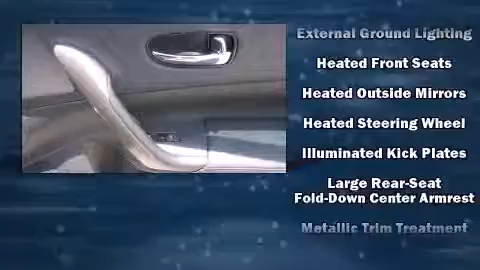 External Ground Lighting
Heated Front Seats
Heated Outside Mirrors
Heated Steering Wheel
Illuminated Kick Plates
Large Rear-Seat
Fold-Down Center Armrest
Metallic Trim Treatment